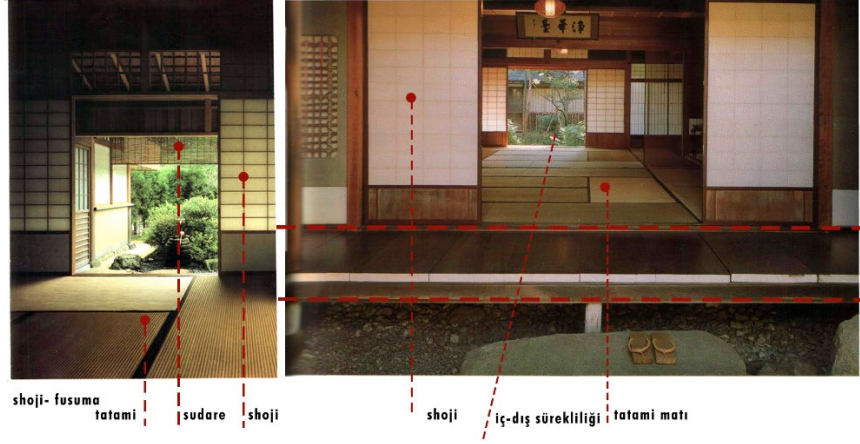 shoji- fusuma
tatami
sudare
shoji
shoji
iç-dış sürekliliği
tatami matı